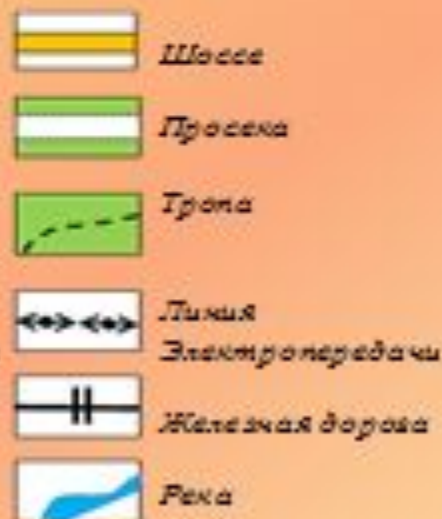 Шоссе
Просека
Тропа
Линия
Электропередачи
Железная дорога
Река